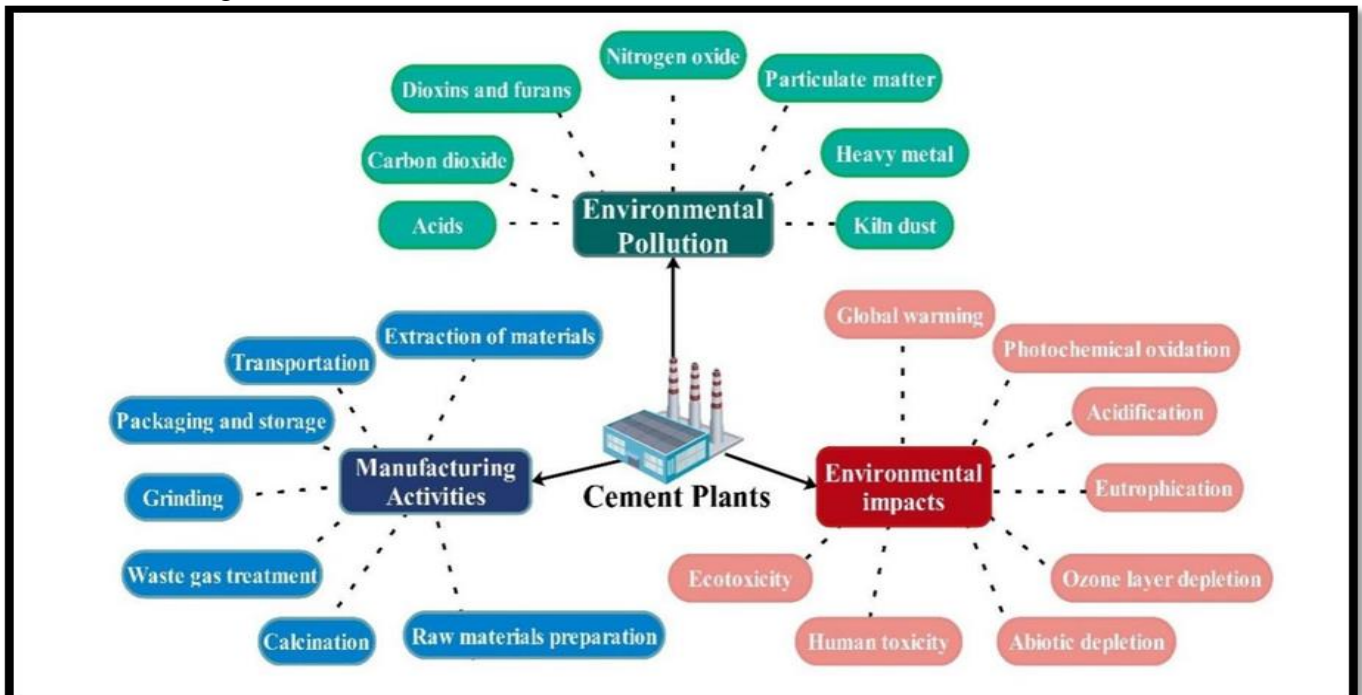 Nitrogen oxide
Dioxins and furans
Particulate matter
Carbon dioxide
Heavy metal
Acids
Environmental
Pollution
Kiln dust
Extraction of materials
Transportation
Packaging and storage
Manufacturing
Activities
Grinding
Waste gas treatment
Calcination
Raw materials preparation
Cement Plants
Global warming
Photochemical oxidation
Acidification
Environmental
impacts
Eutrophication
Ecotoxicity
Ozone layer depletion
Human toxicity
Abiotic depletion